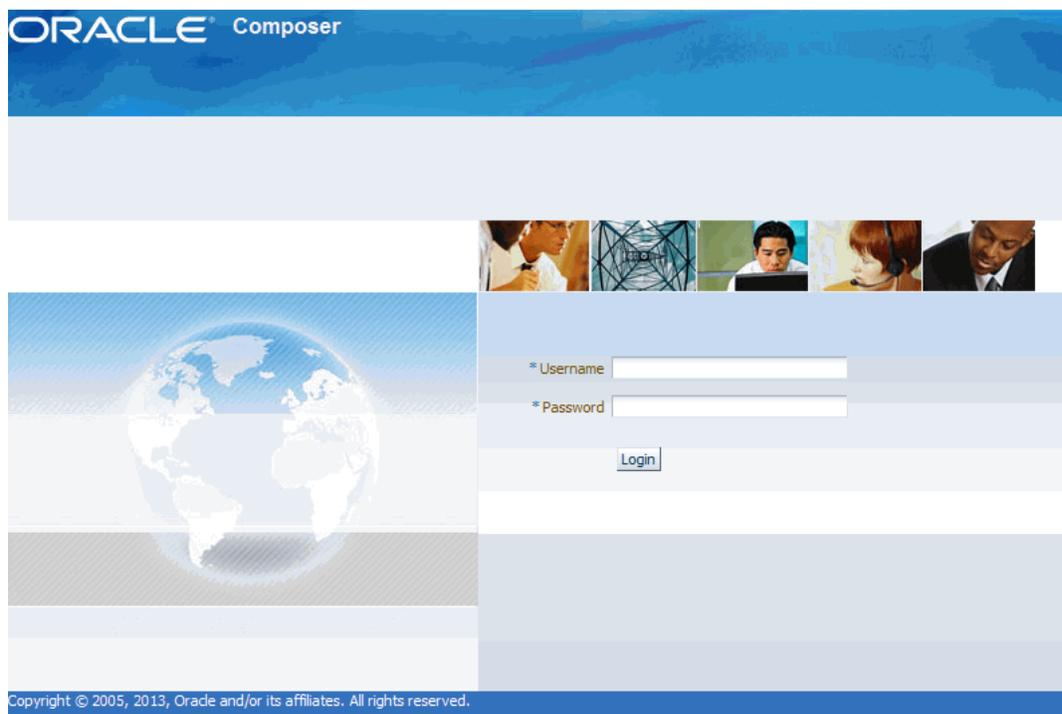 ORACLE® Composer
* Username
* Password
Login
Copyright © 2005, 2013, Oracle and/or its affiliates. All rights reserved.